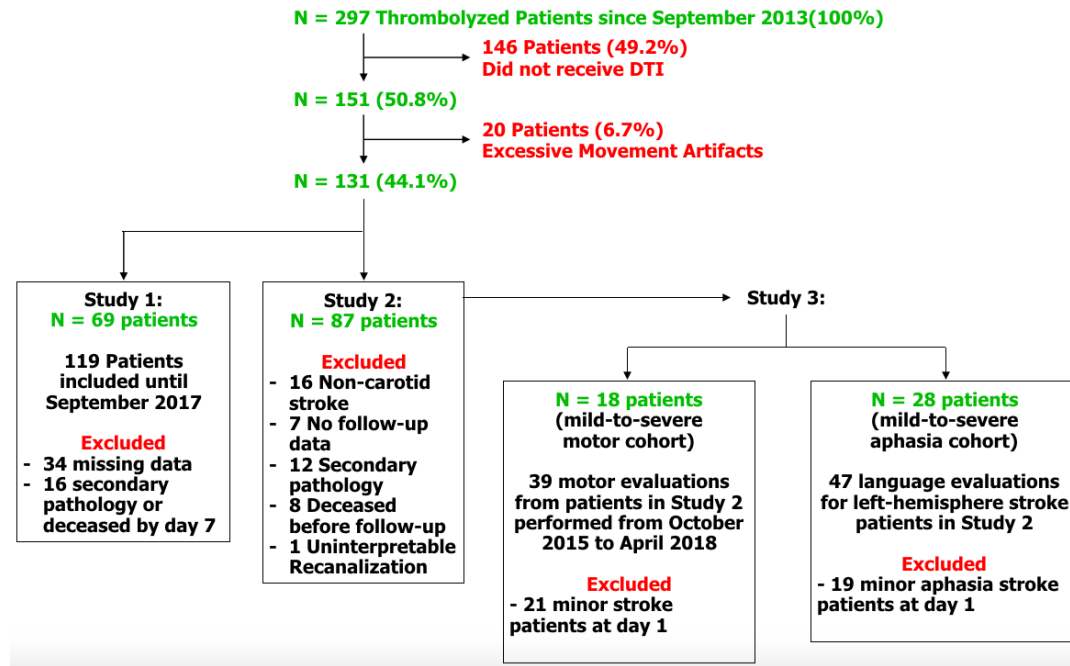 N = 297 Thrombolyzed Patients since September 2013(100%)
146 Patients (49.2%)
Did not receive DTI
N = 151 (50.8%)
20 Patients (6.7%)
Excessive Movement Artifacts
N = 131 (44.1%)
Study 1:
N = 69 patients
119 Patients
included until
September 2017
Excluded
- 34 missing data
- 16 secondary
pathology or
deceased by day 7
Study 2:
N = 87 patients
Excluded
- 16 Non-carotid
stroke
- 7 No follow-up
data
- 12 Secondary
pathology
- 8 Deceased
before follow-up
- 1 Uninterpretable
Recanalization
Study 3:
N = 18 patients
(mild-to-severe
motor cohort)
39 motor evaluations
from patients in Study 2
performed from October
2015 to April 2018
Excluded
- 21 minor stroke
patients at day 1
N = 28 patients
(mild-to-severe
aphasia cohort)
47 language evaluations
for left-hemisphere stroke
patients in Study 2
Excluded
- 19 minor aphasia stroke
patients at day 1